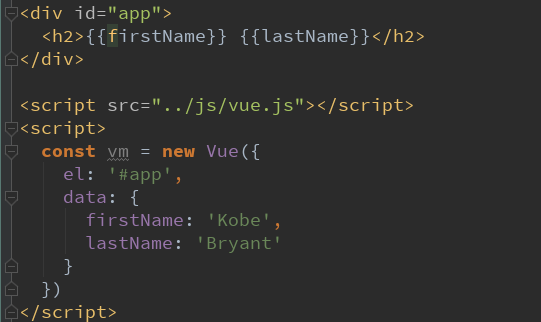 <div id="app">
  <h2>{{firstName}} {{lastName}}</h2>
</div>

<script src="../js/vue.js"></script>
<script>
  const vm = new Vue({
    el: '#app',
    data: {
      firstName: 'Kobe',
      lastName: 'Bryant'
    }
  })
</script>